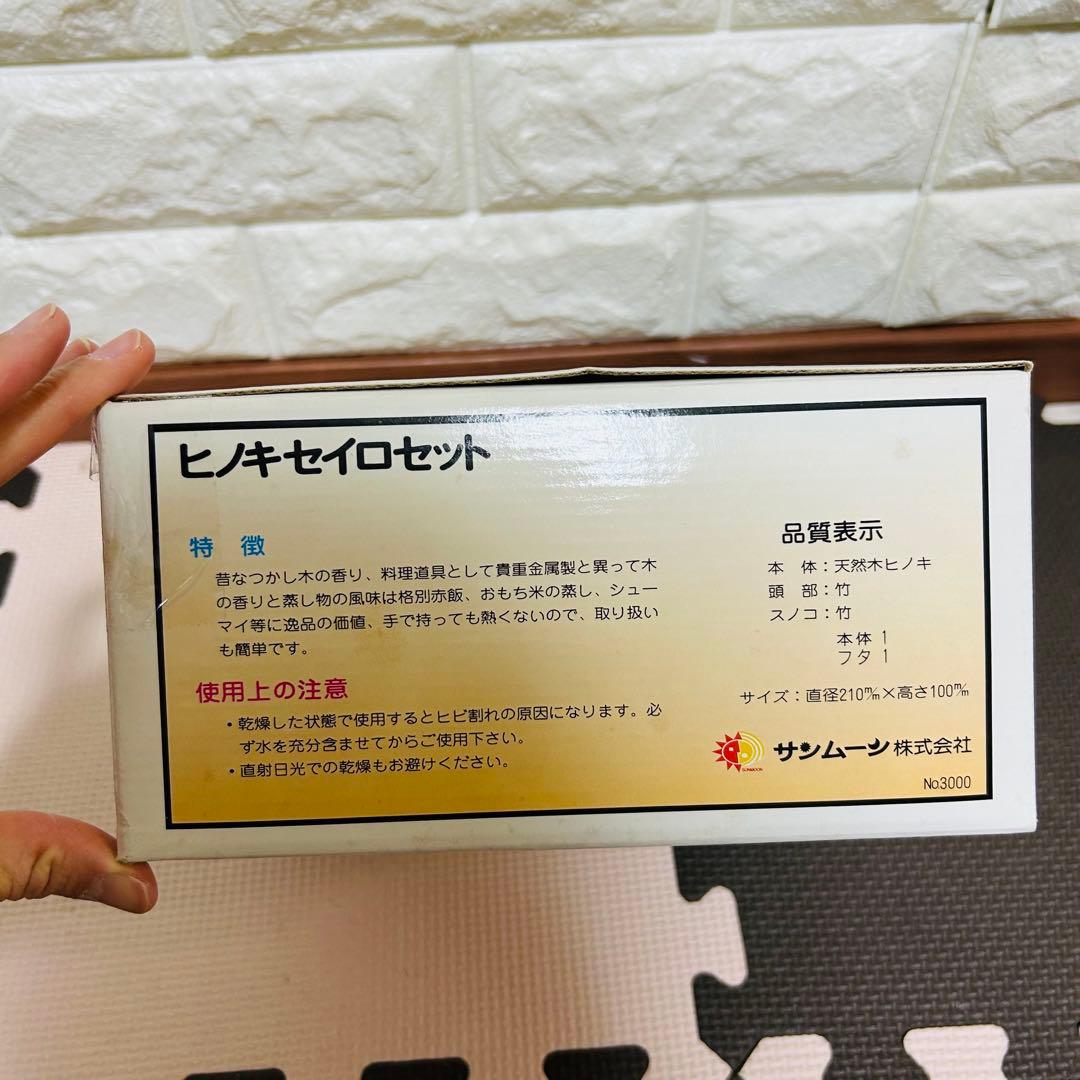 ヒノキセイロセット
特 徴
昔なつかし木の香り、料理道具として貴重金属製と異って木
の香りと蒸し物の風味は格別赤飯、おもち米の蒸し、シュー
マイ等に逸品の価値、手で持っても熱くないので、取り扱い
も簡単です。
使用上の注意
・乾燥した状態で使用するとヒビ割れの原因になります。必
ず水を充分含ませてからご使用下さい。
・直射日光での乾燥もお避けください。
品質表示
本 体：天然木ヒノキ
頭 部：竹
スノコ：竹
本体 1
フタ 1
サイズ：直径210m/m×高さ100m/m
SUNMOON
サンムーン株式会社
No.3000